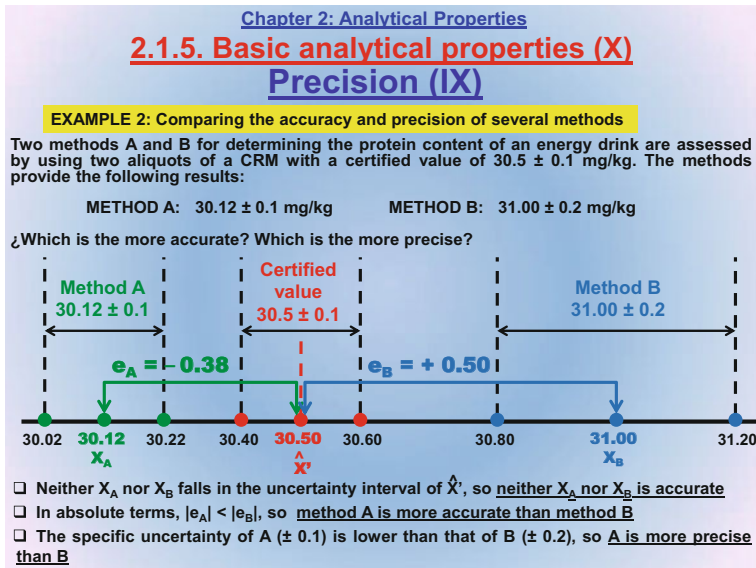 Chapter 2: Analytical Properties
2.1.5. Basic analytical properties (X)
Precision (IX)
EXAMPLE 2: Comparing the accuracy and precision of several methods
Two methods A and B for determining the protein content of an energy drink are assessed
by using two aliquots of a CRM with a certified value of 30.5 ± 0.1 mg/kg. The methods
provide the following results:
METHOD A: 30.12 ± 0.1 mg/kg METHOD B: 31.00 ± 0.2 mg/kg
¿Which is the more accurate? Which is the more precise?
Method A
30.12 ± 0.1
Certified
value
30.5 ± 0.1
Method B
31.00 ± 0.2
eA = – 0.38
eB = + 0.50
30.02 30.12 30.22 30.40 30.50 30.60 30.80 31.00 31.20
XA X̂' XB
❑ Neither XA nor XB falls in the uncertainty interval of X̂', so neither XA nor XB is accurate
❑ In absolute terms, |eA| < |eB|, so method A is more accurate than method B
❑ The specific uncertainty of A (± 0.1) is lower than that of B (± 0.2), so A is more precise
than B